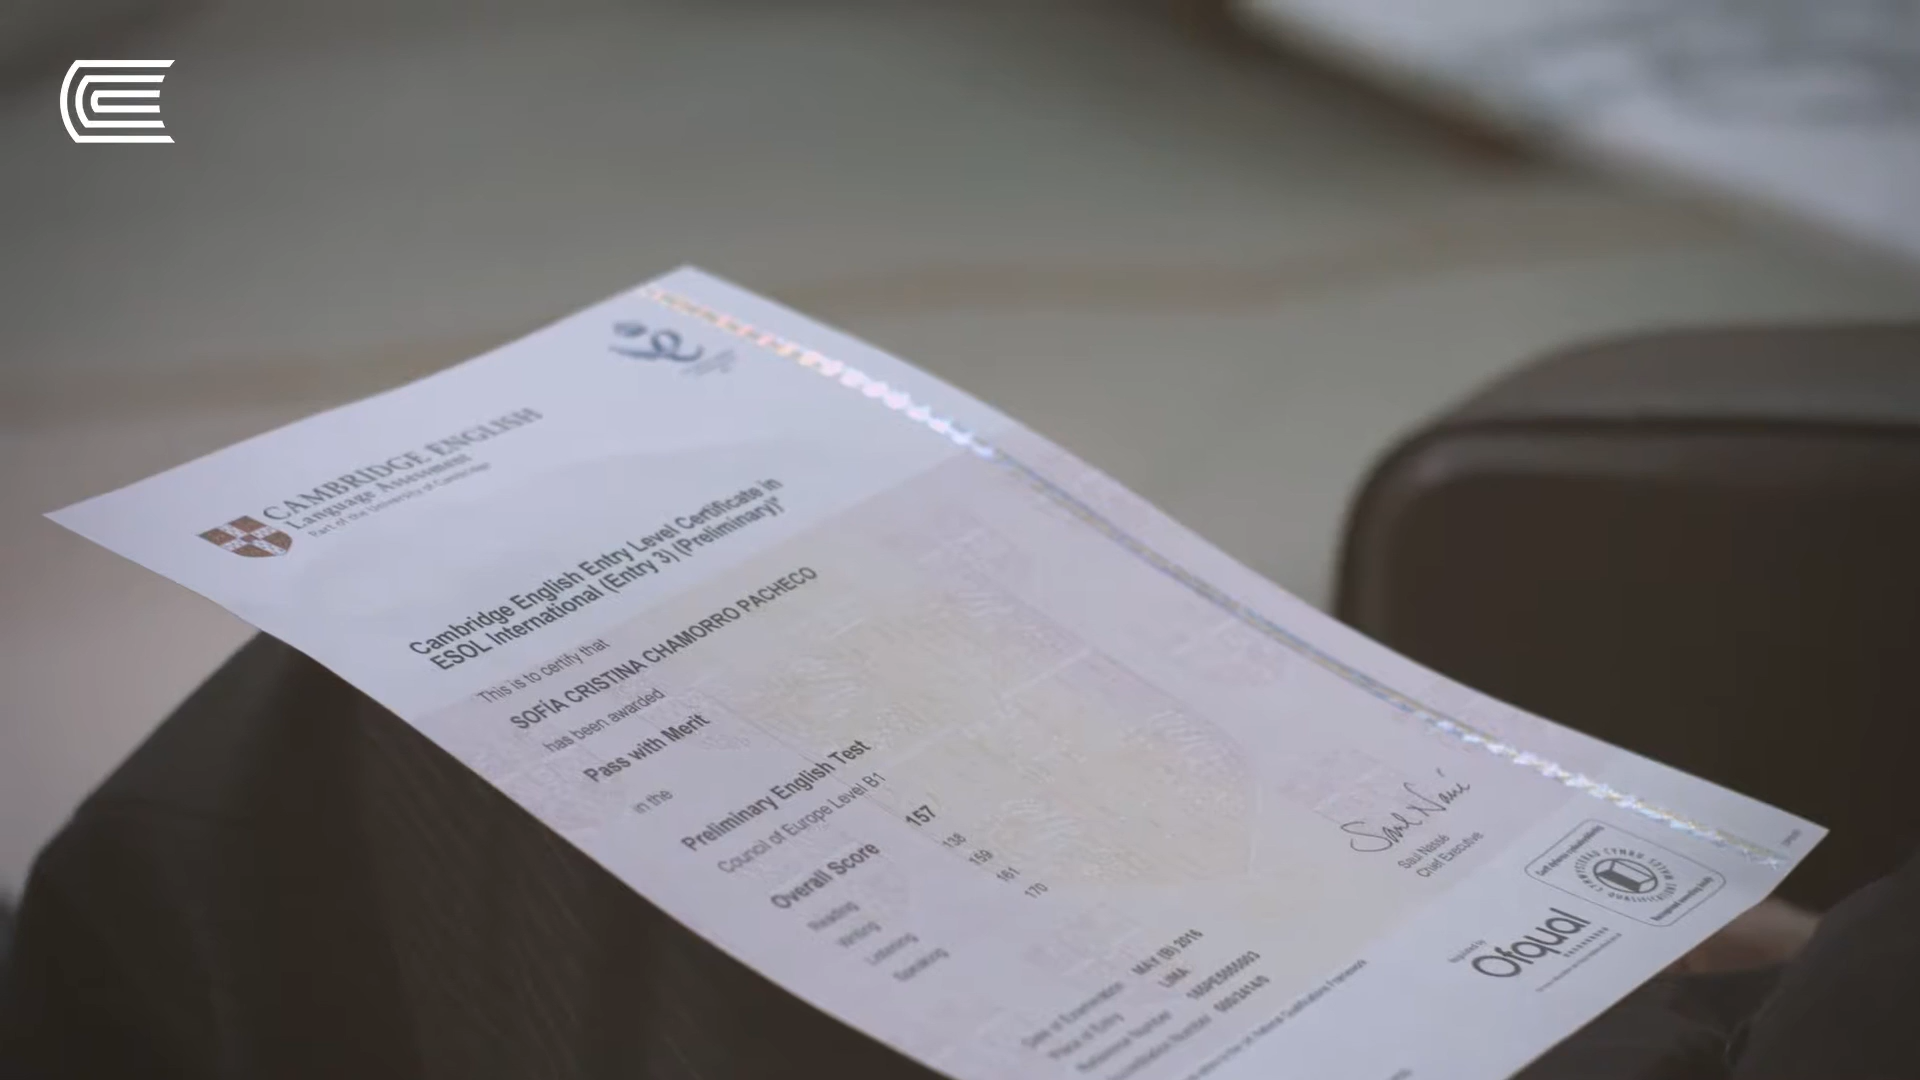 CAMBRIDGE ENGLISH
Language Assessment
Part of the University of Cambridge
Cambridge English Entry Level Certificate in
ESOL International (Entry 3) (Preliminary)*
This is to certify that
SOFÍA CRISTINA CHAMORRO PACHECO
has been awarded
Pass with Merit
in the
Preliminary English Test
Council of Europe Level B1
Overall Score 157
Reading 138
Writing 159
Listening 161
Speaking 170
Date of Examination MAY (B) 2016
Place of Entry LIMA
Reference Number
Accreditation Number
Saul Nassé
Chief Executive
Ofqual